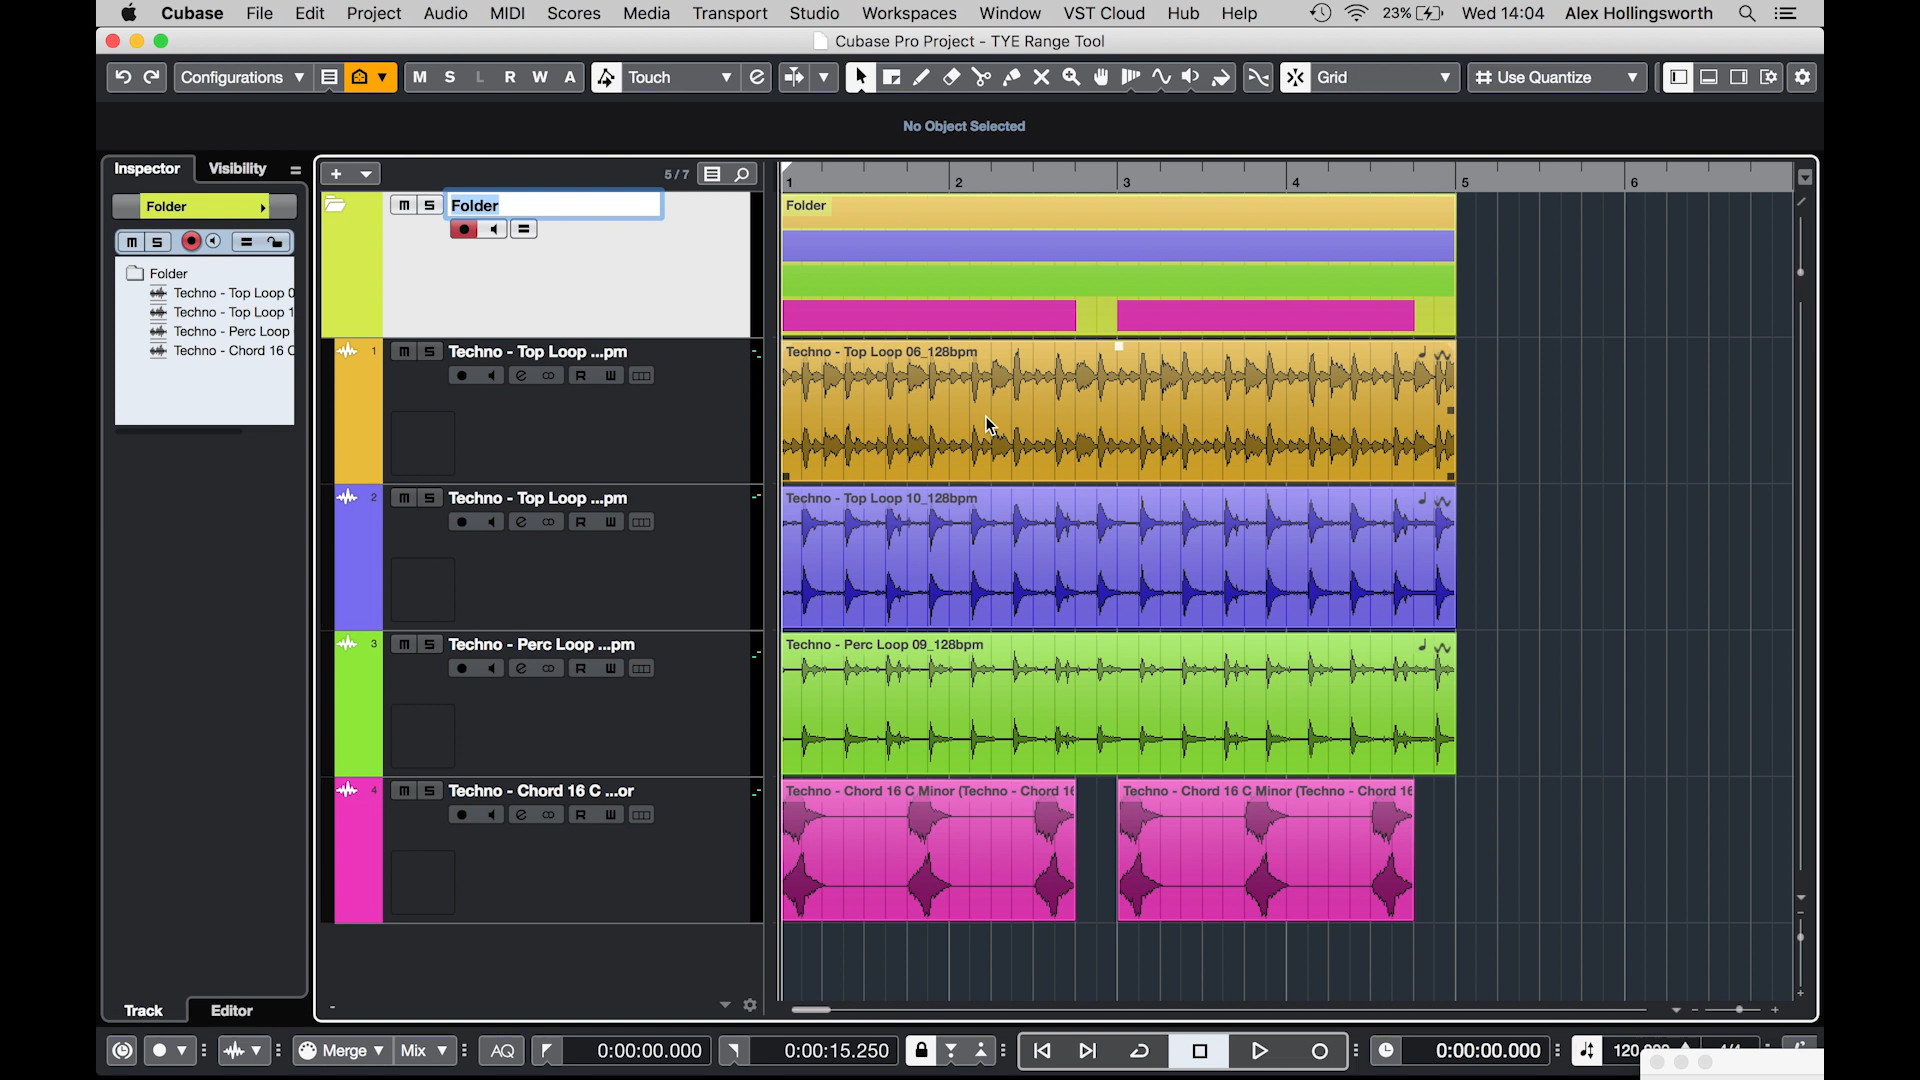 Cubase File Edit Project Audio MIDI Scores Media Transport Studio Workspaces Window VST Cloud Hub Help 23% Wed 14:04 Alex Hollingsworth
Cubase Pro Project - TYE Range Tool
Configurations M S L R W A Touch Grid Use Quantize
No Object Selected
Inspector Visibility
5/7
1 2 3 4 5 6
Folder
m S Folder
Folder
m S
Folder
Techno - Top Loop 0
Techno - Top Loop 1
Techno - Perc Loop
Techno - Chord 16 C
1 m S Techno - Top Loop ...pm
R
Techno - Top Loop 06_128bpm
2 m S Techno - Top Loop ...pm
R
Techno - Top Loop 10_128bpm
3 m S Techno - Perc Loop ...pm
R
Techno - Perc Loop 09_128bpm
4 m S Techno - Chord 16 C ...or
R
Techno - Chord 16 C Minor (Techno - Chord 16
Techno - Chord 16 C Minor (Techno - Chord 16
Track Editor
Merge Mix AQ 0:00:00.000 0:00:15.250 0:00:00.000